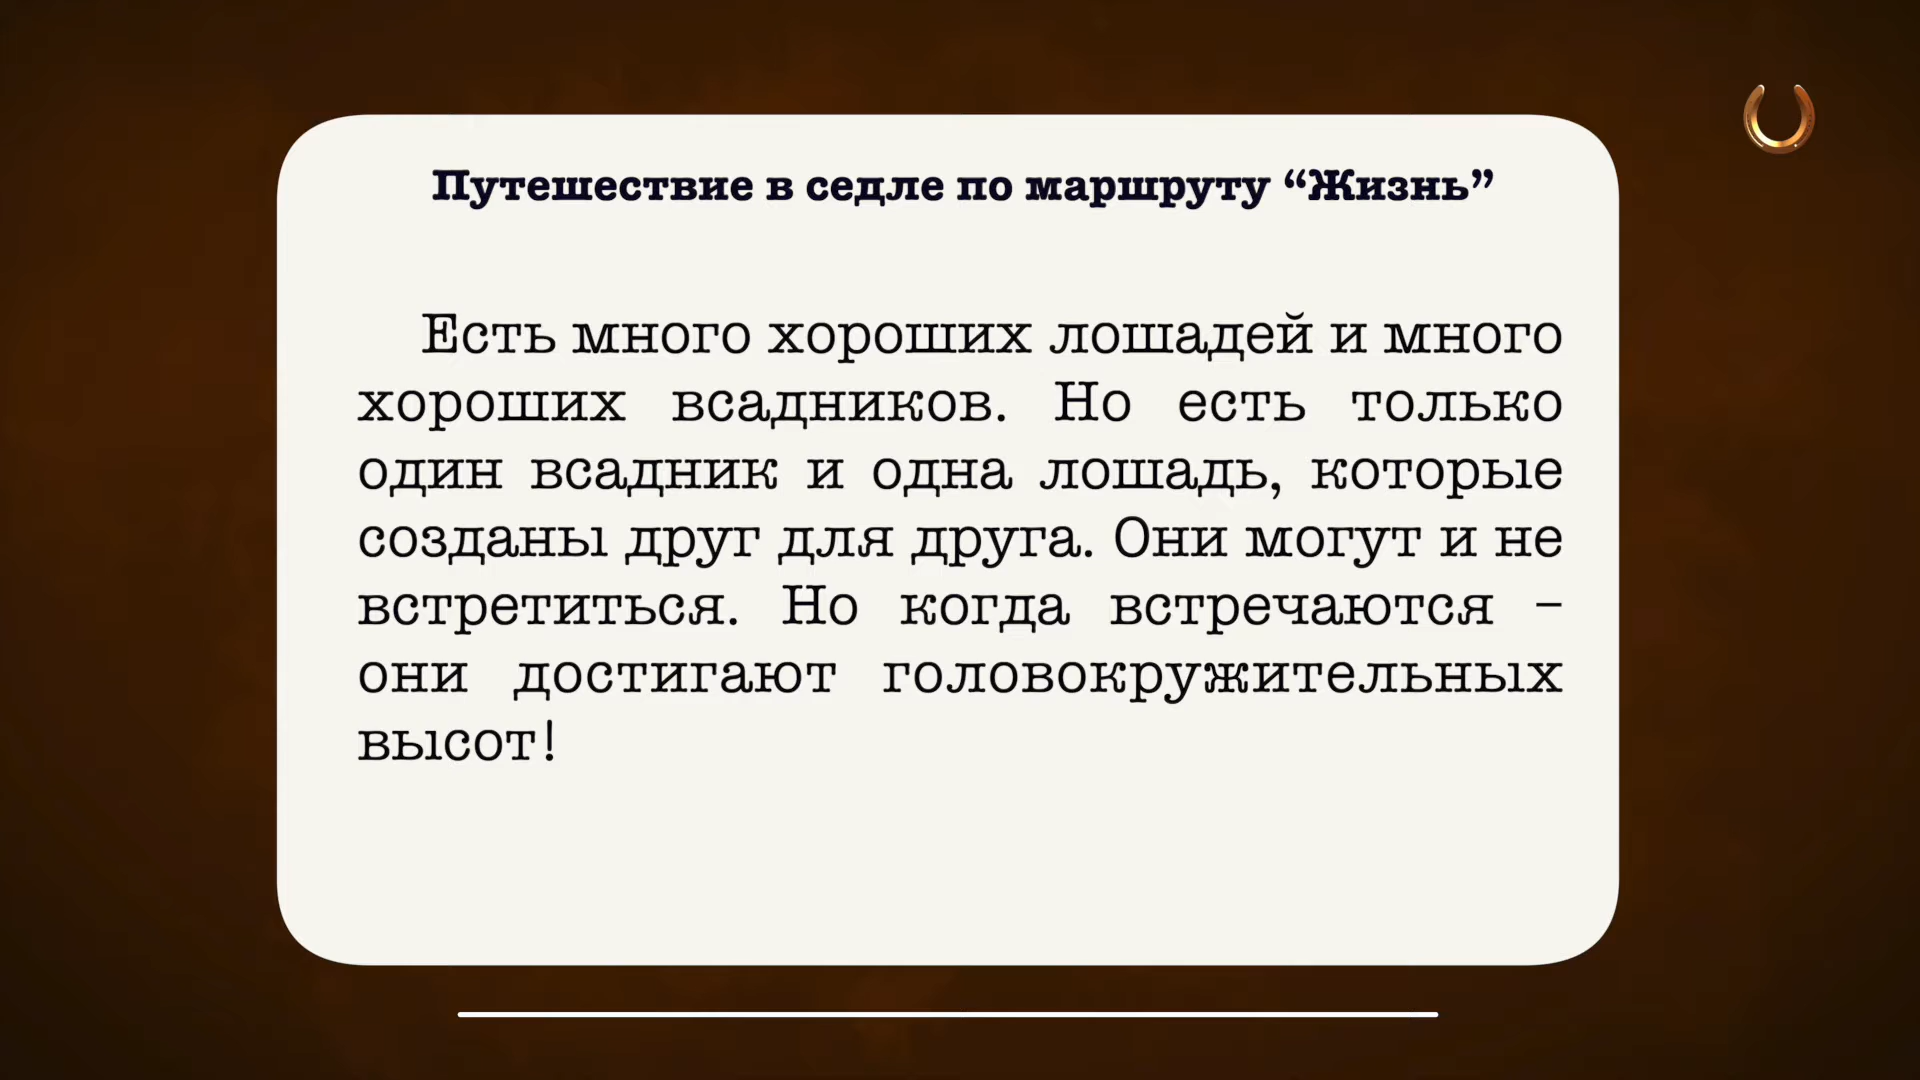 Путешествие в седле по маршруту “Жизнь”
Есть много хороших лошадей и много
хороших всадников. Но есть только
один всадник и одна лошадь, которые
созданы друг для друга. Они могут и не
встретиться. Но когда встречаются –
они достигают головокружительных
высот!